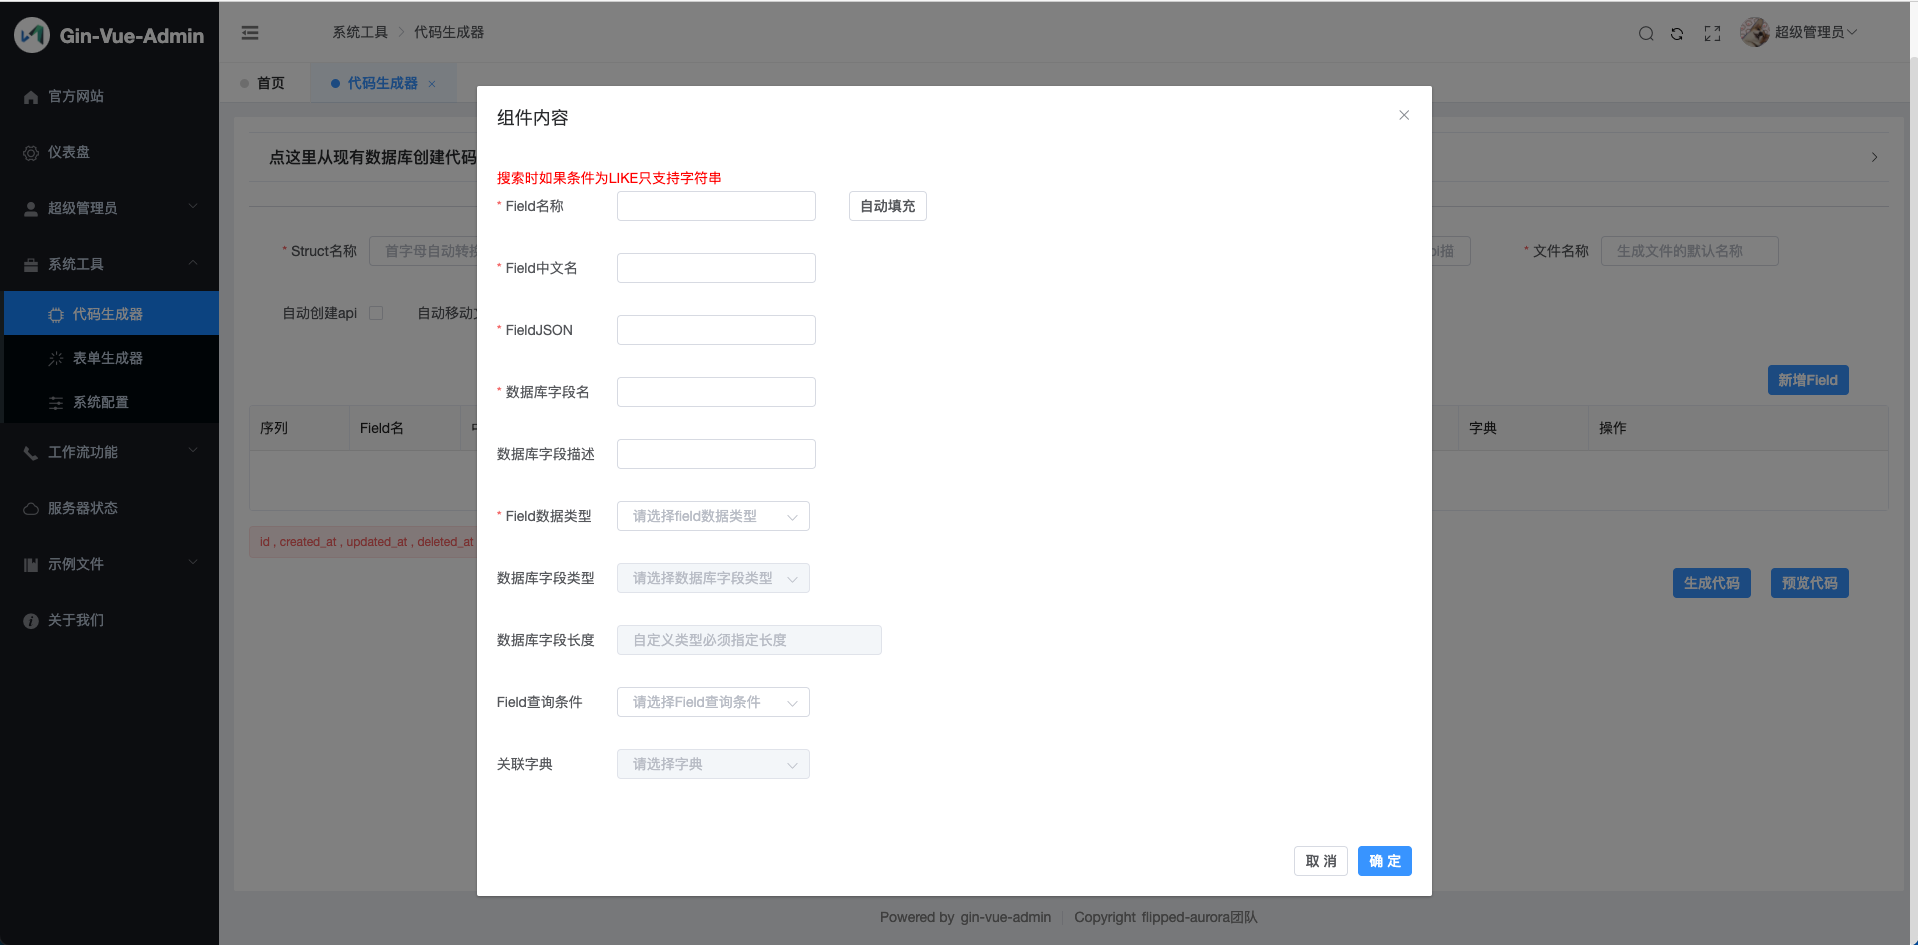 Gin-Vue-Admin
官方网站
仪表盘
超级管理员
系统工具
代码生成器
表单生成器
系统配置
工作流功能
服务器状态
示例文件
关于我们
系统工具 > 代码生成器
超级管理员
首页
代码生成器 ×
点这里从现有数据库创建代码
* Struct名称 首字母自动转换
* 文件名称 生成文件的默认名称
自动创建api 自动移动
新增Field
序列 Field名 字典 操作
id , created_at , updated_at , deleted_at
生成代码 预览代码
组件内容
搜索时如果条件为LIKE只支持字符串
* Field名称 自动填充
* Field中文名
* FieldJSON
* 数据库字段名
数据库字段描述
* Field数据类型 请选择field数据类型
数据库字段类型 请选择数据库字段类型
数据库字段长度 自定义类型必须指定长度
Field查询条件 请选择Field查询条件
关联字典 请选择字典
取 消 确 定
Powered by gin-vue-admin Copyright flipped-aurora团队